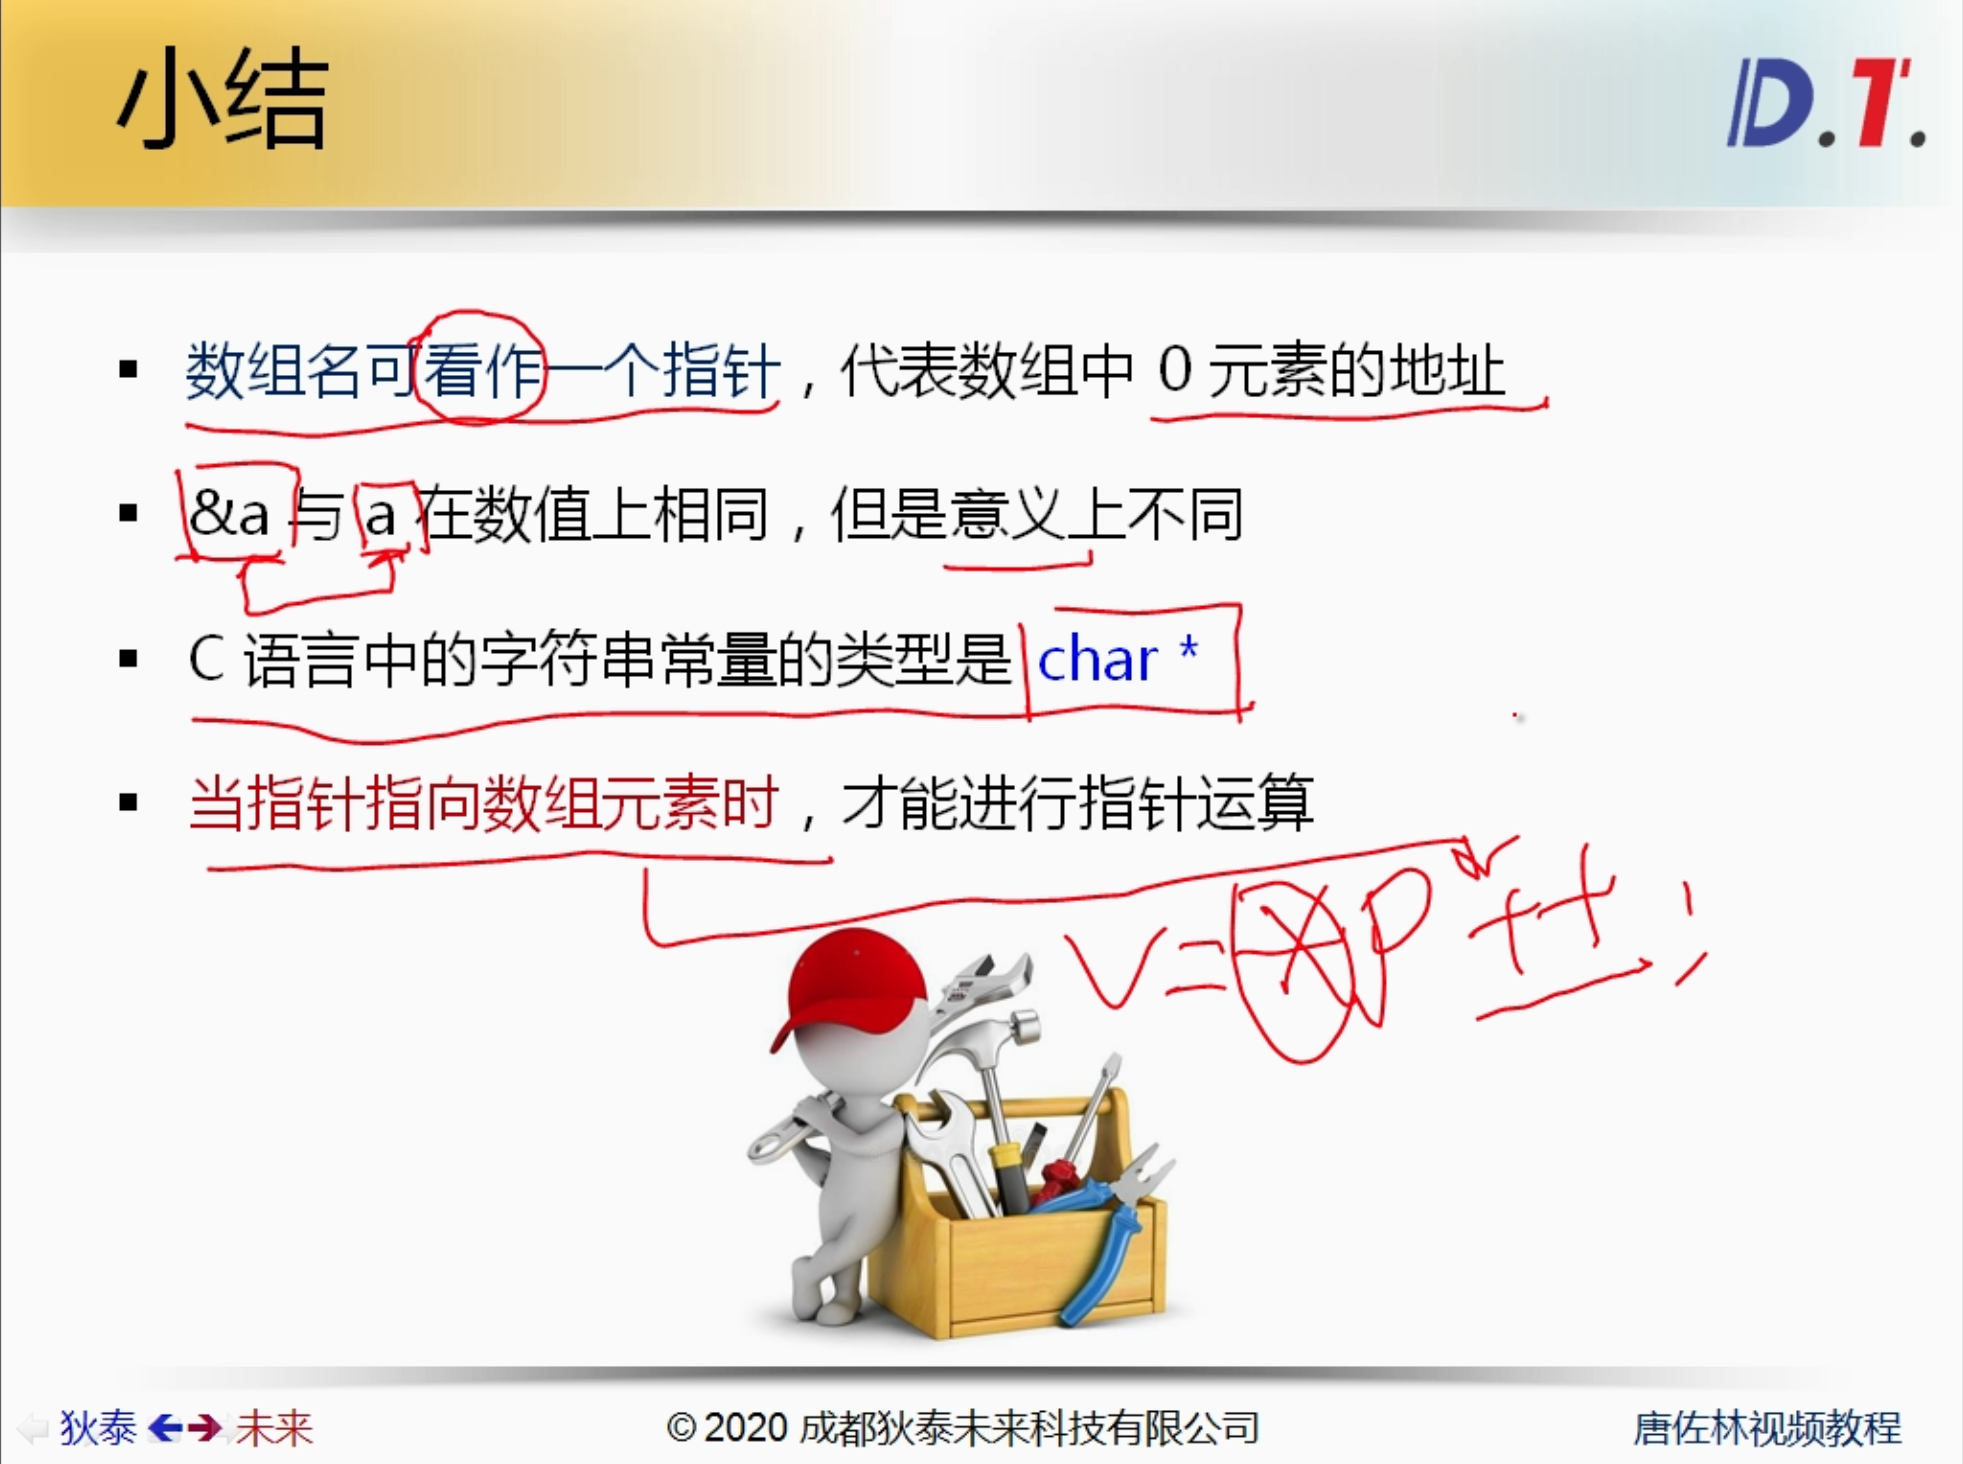 小结
D.T.
数组名可看作一个指针，代表数组中 0 元素的地址
&a 与 a 在数值上相同，但是意义上不同
C 语言中的字符串常量的类型是 char *
当指针指向数组元素时，才能进行指针运算
v=*p++;
狄泰 未来
© 2020 成都狄泰未来科技有限公司
唐佐林视频教程